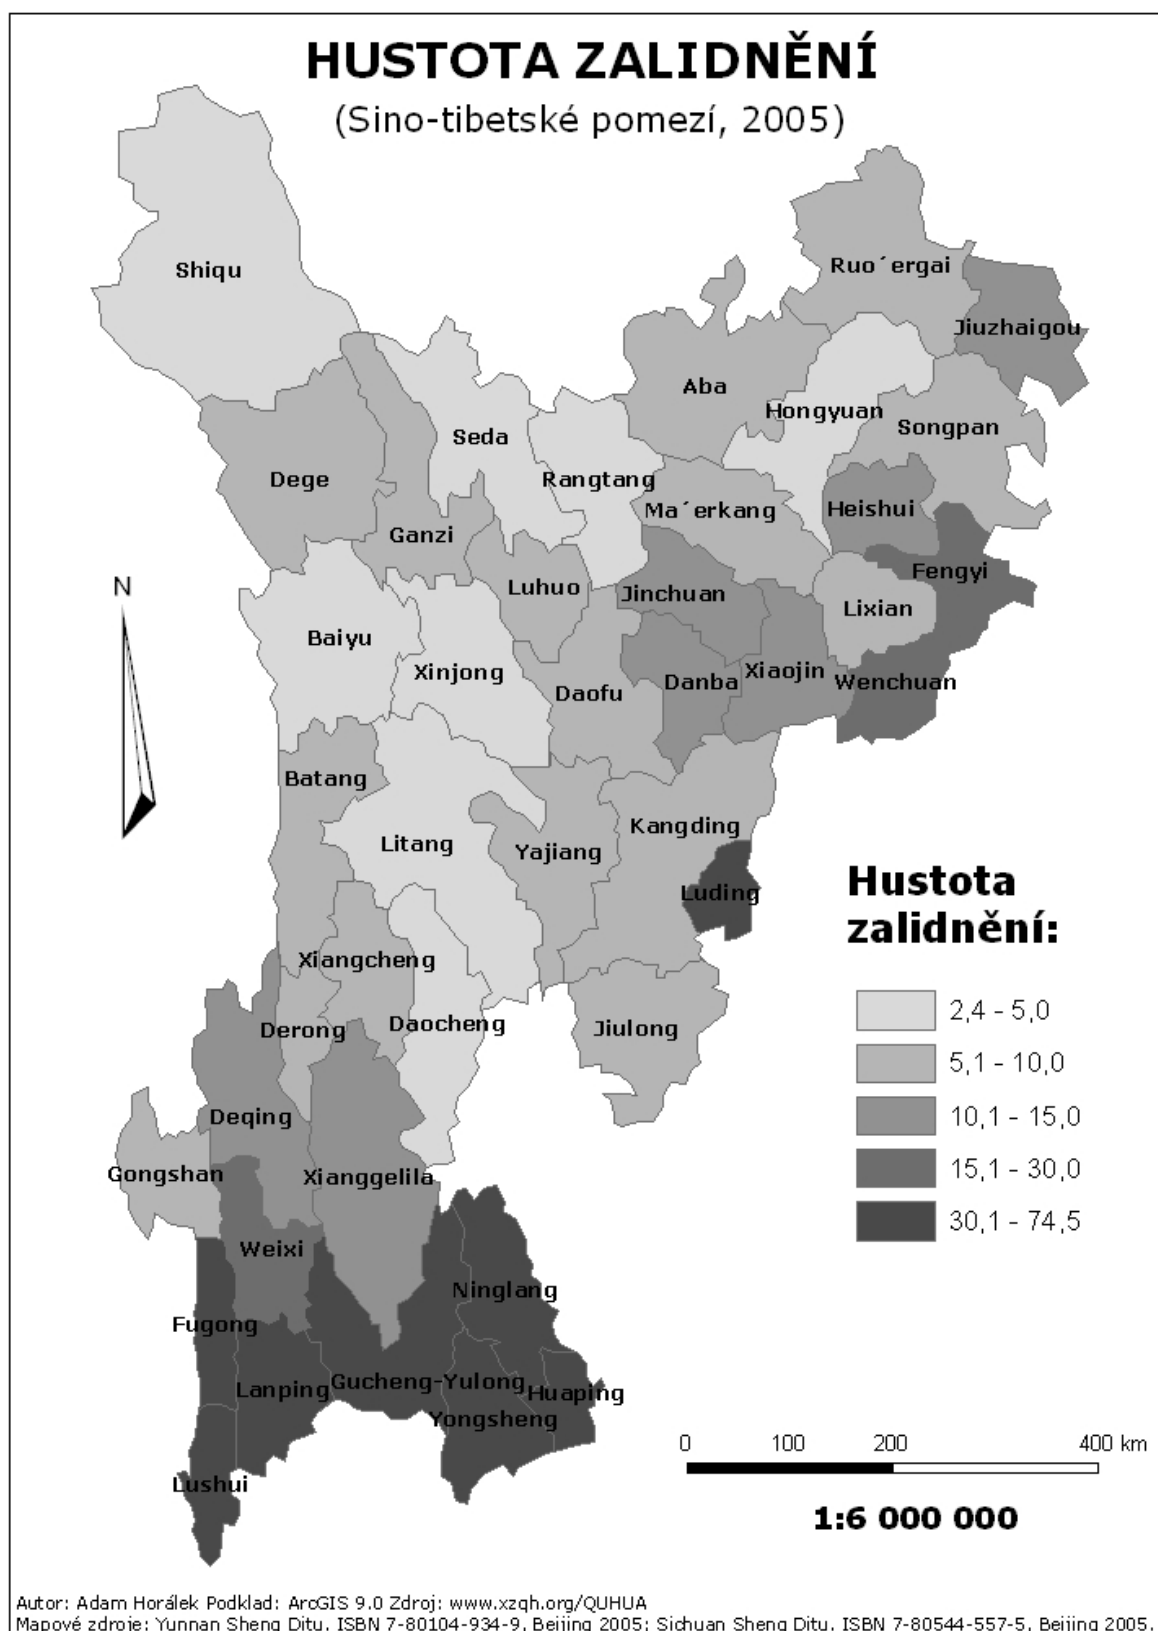 HUSTOTA ZALIDNĚNÍ
(Sino-tibetské pomezí, 2005)
Shiqu
Ruo´ergai
Jiuzhaigou
Aba
Hongyuan
Songpan
Seda
Rangtang
Dege
Ma´erkang
Heishui
Ganzi
Fengyi
N
Luhuo
Jinchuan
Lixian
Baiyu
Xinjong
Daofu
Danba
Xiaojin
Wenchuan
Batang
Litang
Yajiang
Kangding
Luding
Hustota
zalidnění:
Xiangcheng
Derong
Daocheng
Jiulong
2,4 - 5,0
5,1 - 10,0
10,1 - 15,0
15,1 - 30,0
30,1 - 74,5
Deqing
Gongshan
Xianggelila
Weixi
Ninglang
Fugong
Lanping
Gucheng-Yulong
Huaping
Yongsheng
Lushui
0 100 200 400 km
1:6 000 000
Autor: Adam Horálek Podklad: ArcGIS 9.0 Zdroj: www.xzqh.org/QUHUA
Mapové zdroje: Yunnan Sheng Ditu, ISBN 7-80104-934-9, Beijing 2005; Sichuan Sheng Ditu, ISBN 7-80544-557-5, Beijing 2005.